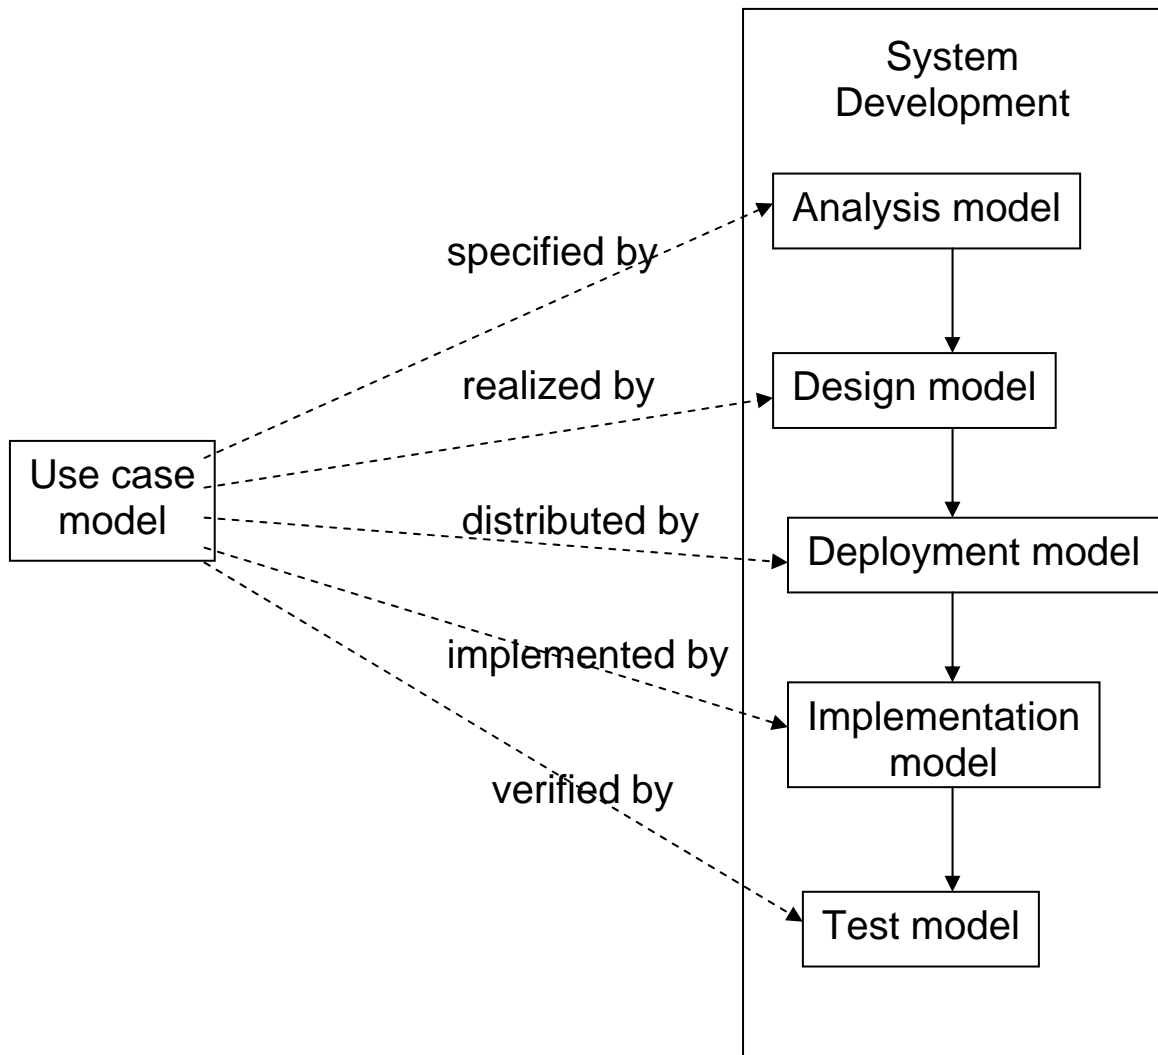 System
Development
Analysis model
specified by
Design model
realized by
Use case
model
distributed by
Deployment model
implemented by
Implementation
model
verified by
Test model